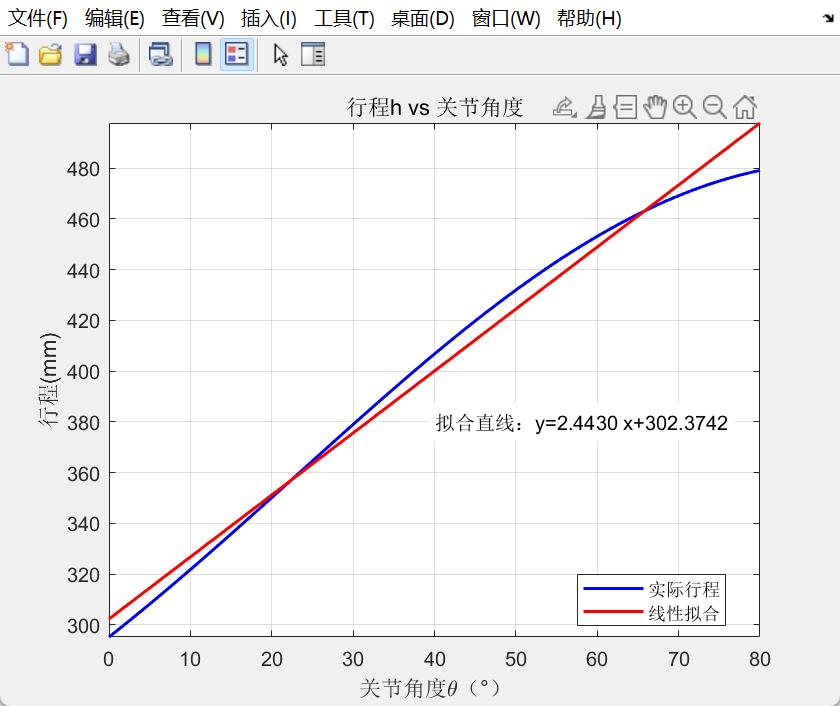 文件(F) 编辑(E) 查看(V) 插入(I) 工具(T) 桌面(D) 窗口(W) 帮助(H)
行程h vs 关节角度
480
460
440
420
400
380
360
340
320
300
行程(mm)
拟合直线：y=2.4430 x+302.3742
实际行程
线性拟合
0 10 20 30 40 50 60 70 80
关节角度θ（°）